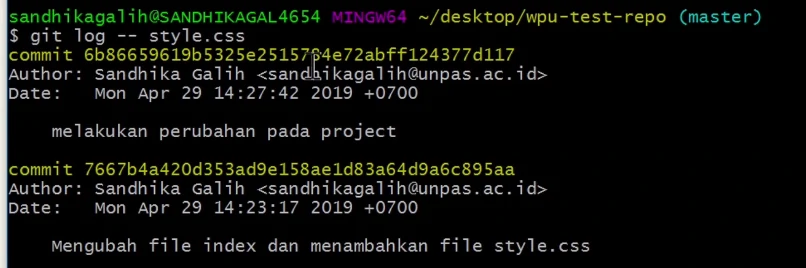 sandhikagalih@SANDHIKAGAL4654 MINGW64 ~/desktop/wpu-test-repo (master)
$ git log -- style.css
commit 6b86659619b5325e2515784e72abff124377d117
Author: Sandhika Galih <sandhikagalih@unpas.ac.id>
Date:   Mon Apr 29 14:27:42 2019 +0700
melakukan perubahan pada project
commit 7667b4a420d353ad9e158ae1d83a64d9a6c895aa
Author: Sandhika Galih <sandhikagalih@unpas.ac.id>
Date:   Mon Apr 29 14:23:17 2019 +0700
Mengubah file index dan menambahkan file style.css